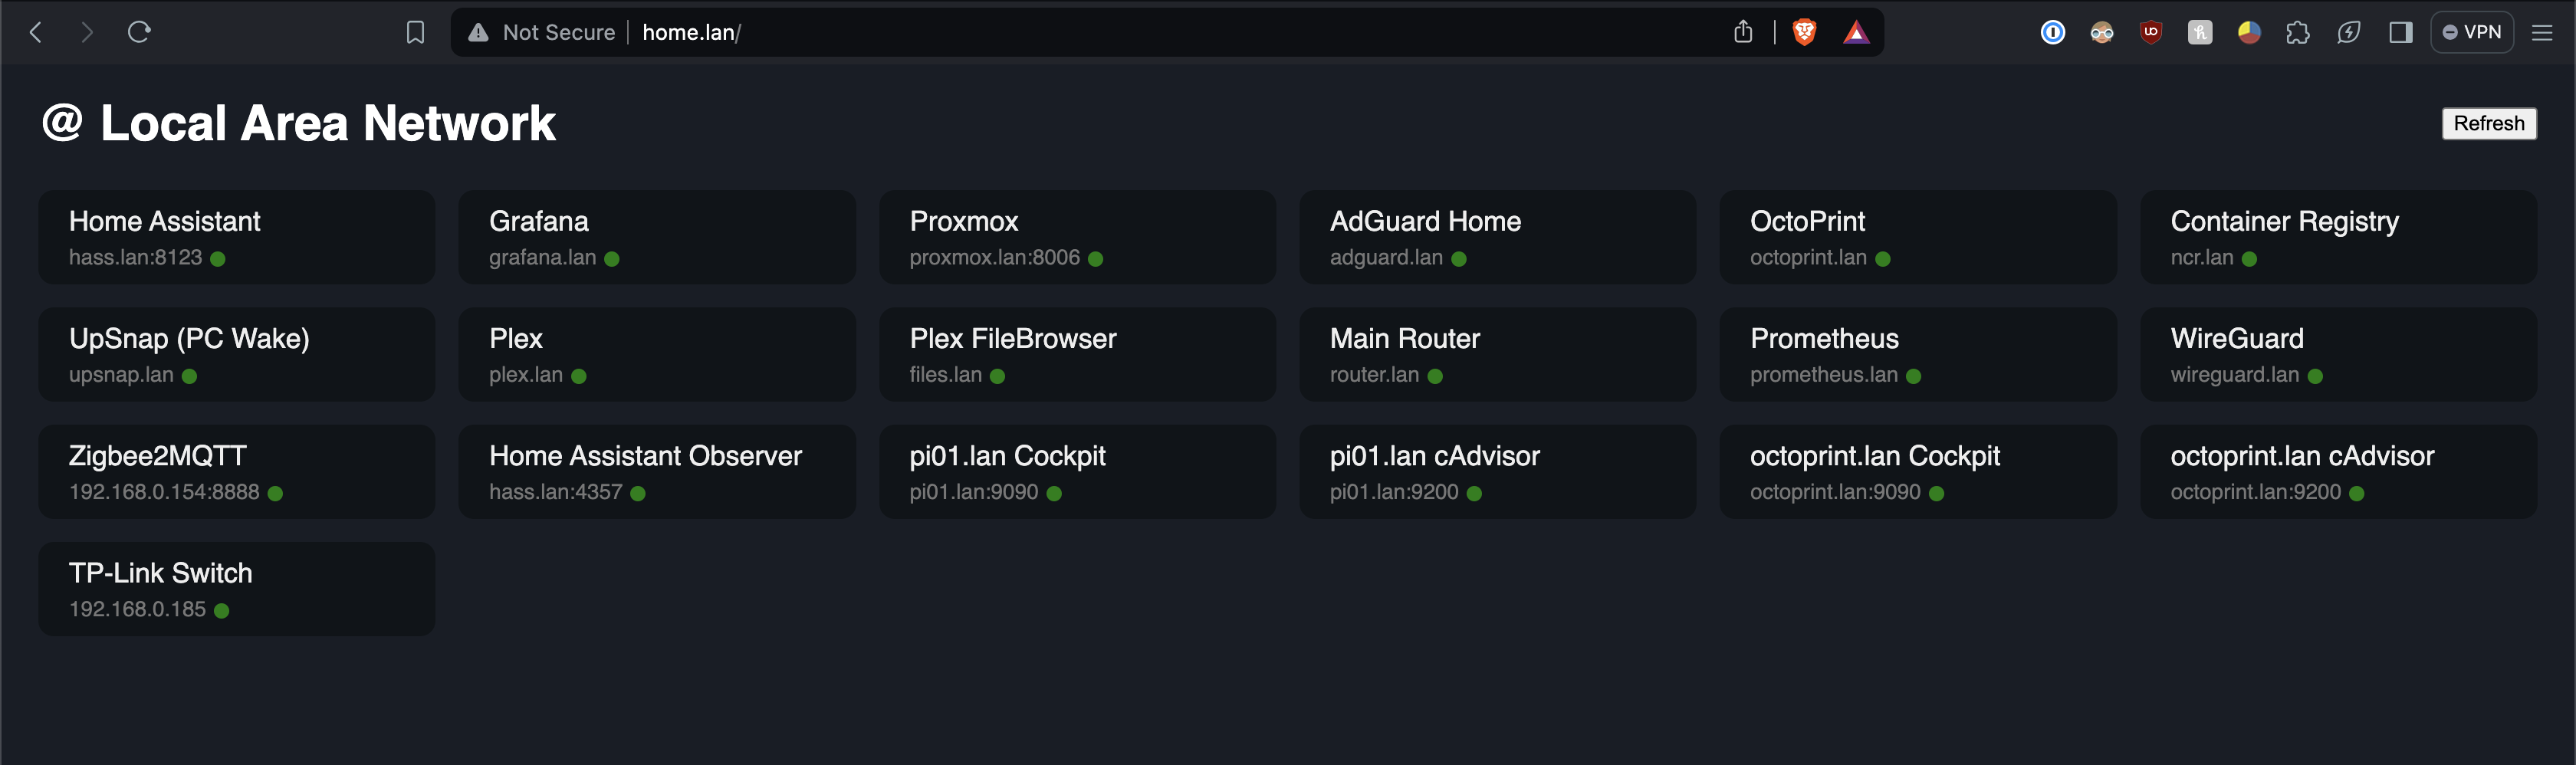 Not Secure | home.lan/
VPN
@ Local Area Network
Refresh
Home Assistant
hass.lan:8123
Grafana
grafana.lan
Proxmox
proxmox.lan:8006
AdGuard Home
adguard.lan
OctoPrint
octoprint.lan
Container Registry
ncr.lan
UpSnap (PC Wake)
upsnap.lan
Plex
plex.lan
Plex FileBrowser
files.lan
Main Router
router.lan
Prometheus
prometheus.lan
WireGuard
wireguard.lan
Zigbee2MQTT
192.168.0.154:8888
Home Assistant Observer
hass.lan:4357
pi01.lan Cockpit
pi01.lan:9090
pi01.lan cAdvisor
pi01.lan:9200
octoprint.lan Cockpit
octoprint.lan:9090
octoprint.lan cAdvisor
octoprint.lan:9200
TP-Link Switch
192.168.0.185